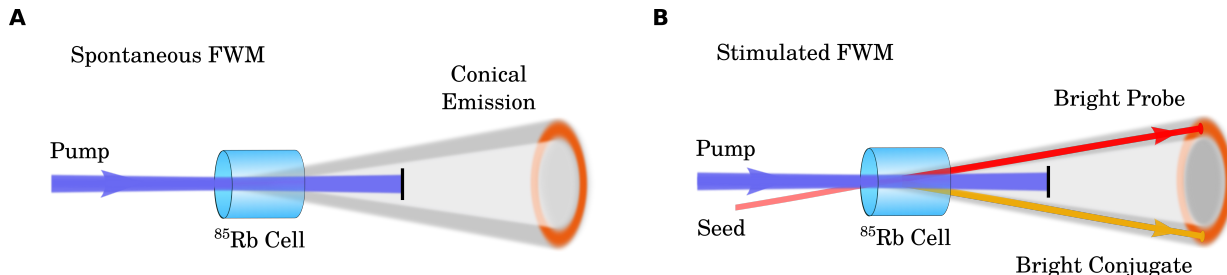 A
Spontaneous FWM
Conical
Emission
Pump
⁸⁵Rb Cell
B
Stimulated FWM
Bright Probe
Pump
Seed
⁸⁵Rb Cell
Bright Conjugate